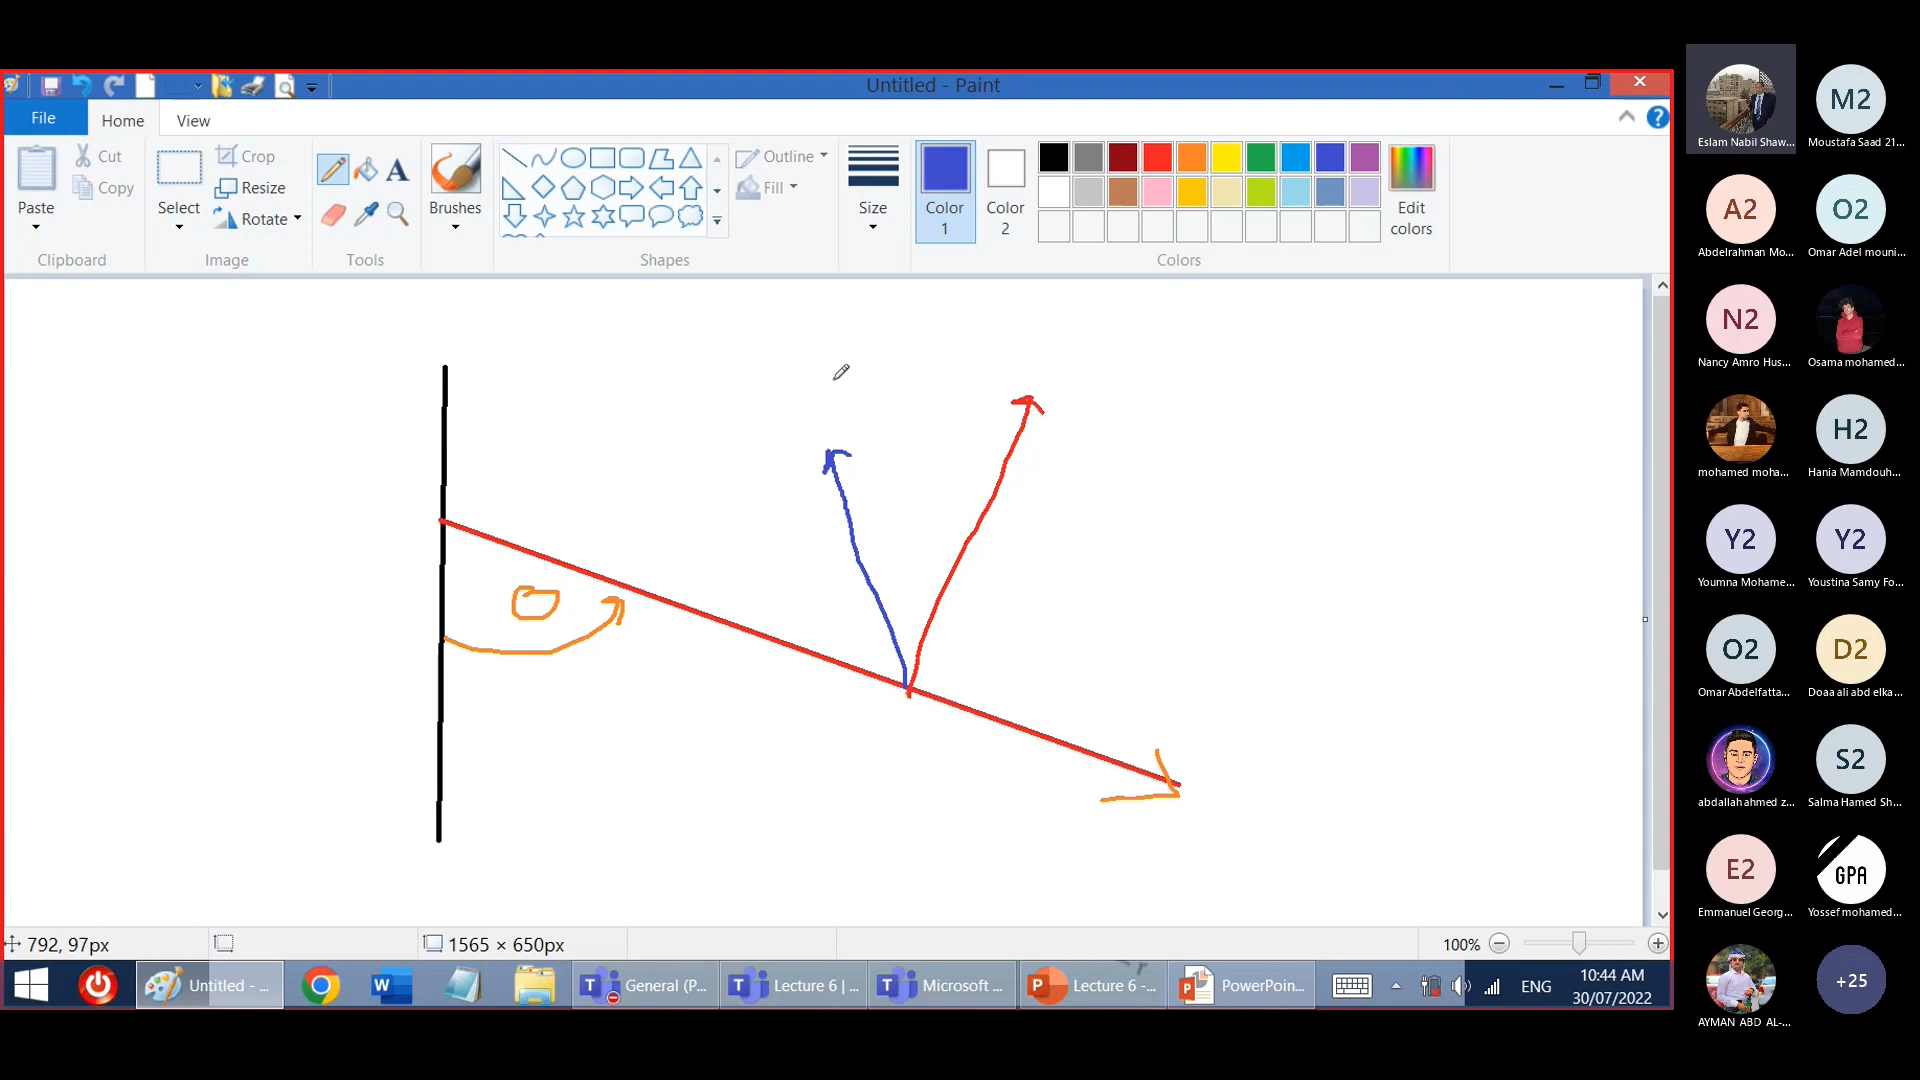 Untitled - Paint
File
Home
View
Paste
Cut
Copy
Clipboard
Select
Crop
Resize
Rotate
Image
A
Tools
Brushes
Outline
Fill
Shapes
Size
Color
1
Color
2
Edit
colors
Colors
792, 97px
1565 × 650px
100%
Untitled - ...
General (P...
Lecture 6 | ...
Microsoft ...
Lecture 6 -...
PowerPoin...
ENG
10:44 AM
30/07/2022
Eslam Nabil Shaw...
M2
Moustafa Saad 21...
A2
Abdelrahman Mo...
O2
Omar Adel mouni...
N2
Nancy Amro Hus...
Osama mohamed...
mohamed moha...
H2
Hania Mamdouh...
Y2
Youmna Mohame...
Y2
Youstina Samy Fo...
O2
Omar Abdelfatta...
D2
Doaa ali abd elka...
abdallah ahmed z...
S2
Salma Hamed Sh...
E2
Emmanuel Georg...
GPA
Yossef mohamed...
AYMAN ABD AL-...
+25